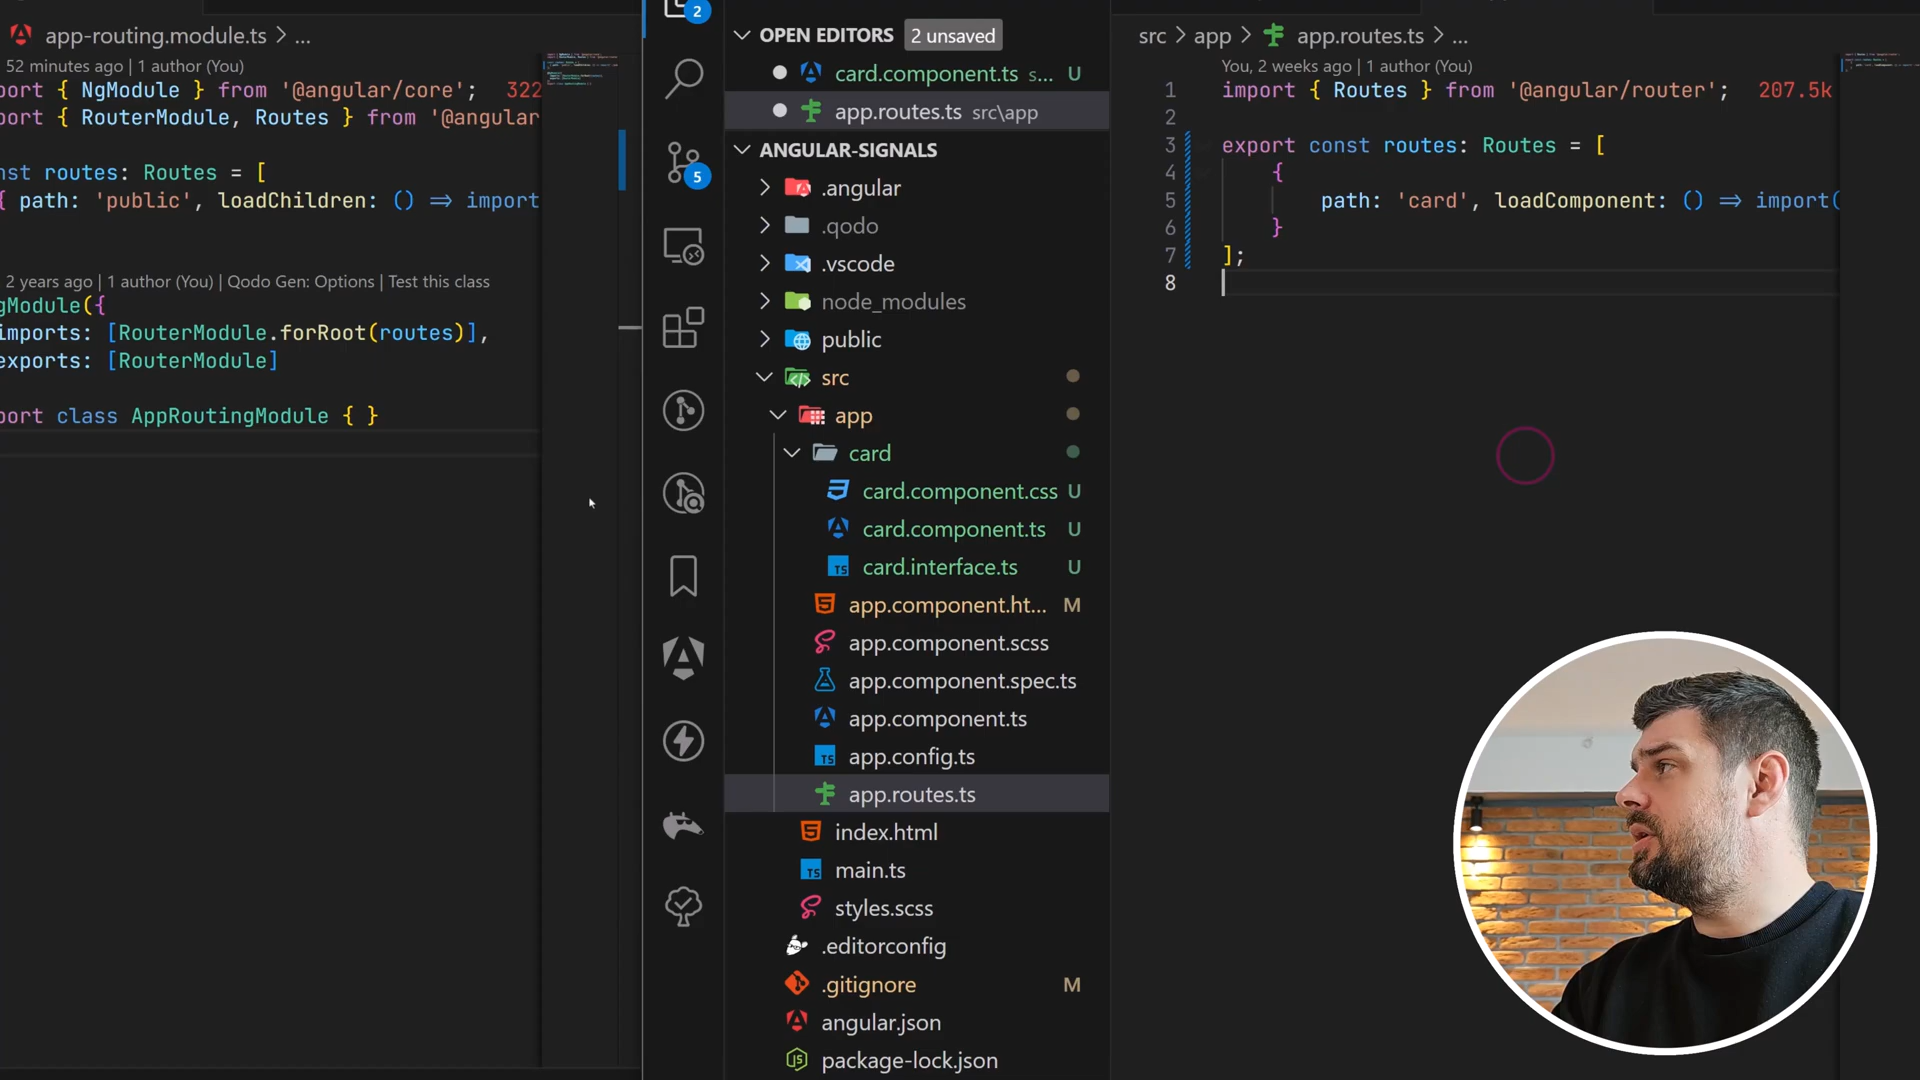 app-routing.module.ts > ...
52 minutes ago | 1 author (You)
port { NgModule } from '@angular/core'; 322
port { RouterModule, Routes } from '@angular
nst routes: Routes = [
{ path: 'public', loadChildren: () => import
2 years ago | 1 author (You) | Qodo Gen: Options | Test this class
gModule({
imports: [RouterModule.forRoot(routes)],
exports: [RouterModule]
port class AppRoutingModule { }
2
5
OPEN EDITORS 2 unsaved
card.component.ts s... U
app.routes.ts src\app
ANGULAR-SIGNALS
.angular
.qodo
.vscode
node_modules
public
src
app
card
card.component.css U
card.component.ts U
card.interface.ts U
app.component.ht... M
app.component.scss
app.component.spec.ts
app.component.ts
app.config.ts
app.routes.ts
index.html
main.ts
styles.scss
.editorconfig
.gitignore M
angular.json
package-lock.json
src > app > app.routes.ts > ...
You, 2 weeks ago | 1 author (You)
1 import { Routes } from '@angular/router'; 207.5k
2
3 export const routes: Routes = [
4 {
5 path: 'card', loadComponent: () => import(
6 }
7 ];
8